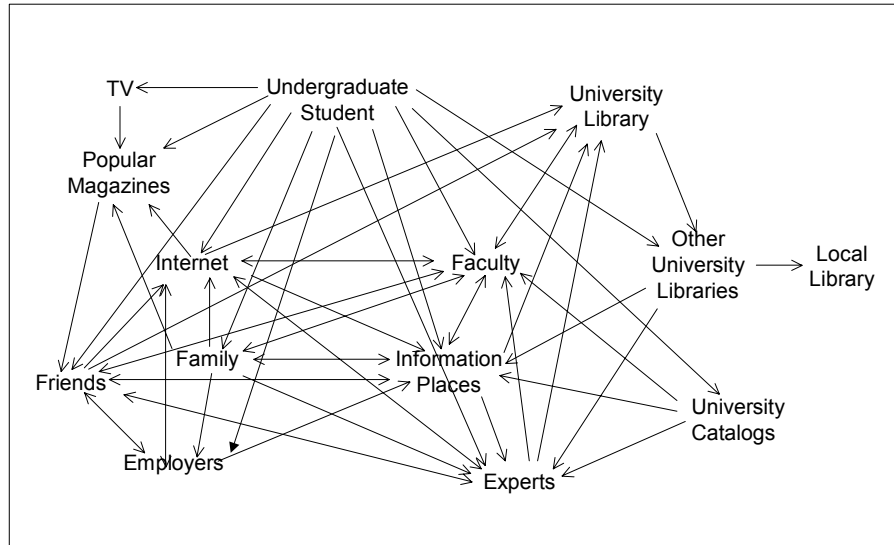 TV
Undergraduate
Student
University
Library
Popular
Magazines
Internet
Faculty
Other
University
Libraries
Local
Library
Friends
Family
Information
Places
University
Catalogs
Employers
Experts